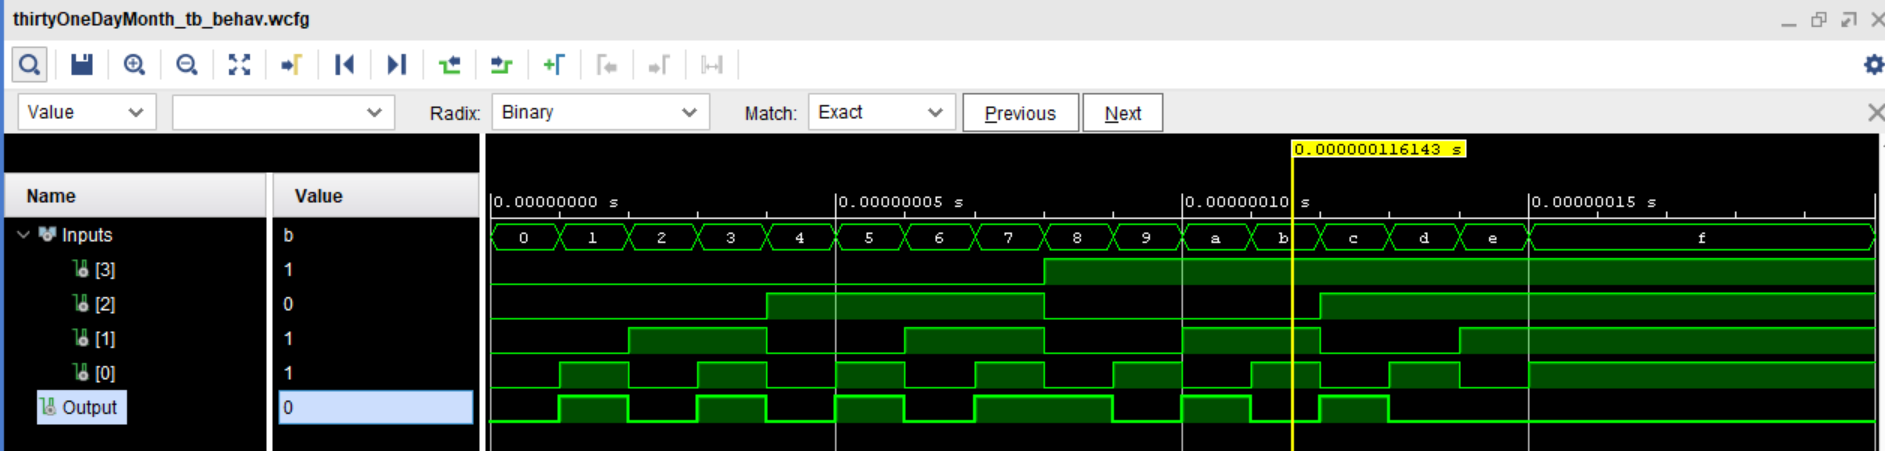 thirtyOneDayMonth_tb_behav.wcfg
Value Radix: Binary Match: Exact Previous Next
0.000000116143 s
Name Value
0.00000000 s 0.00000005 s 0.00000010 s 0.00000015 s
Inputs b 0 1 2 3 4 5 6 7 8 9 a b c d e f
[3] 1
[2] 0
[1] 1
[0] 1
Output 0